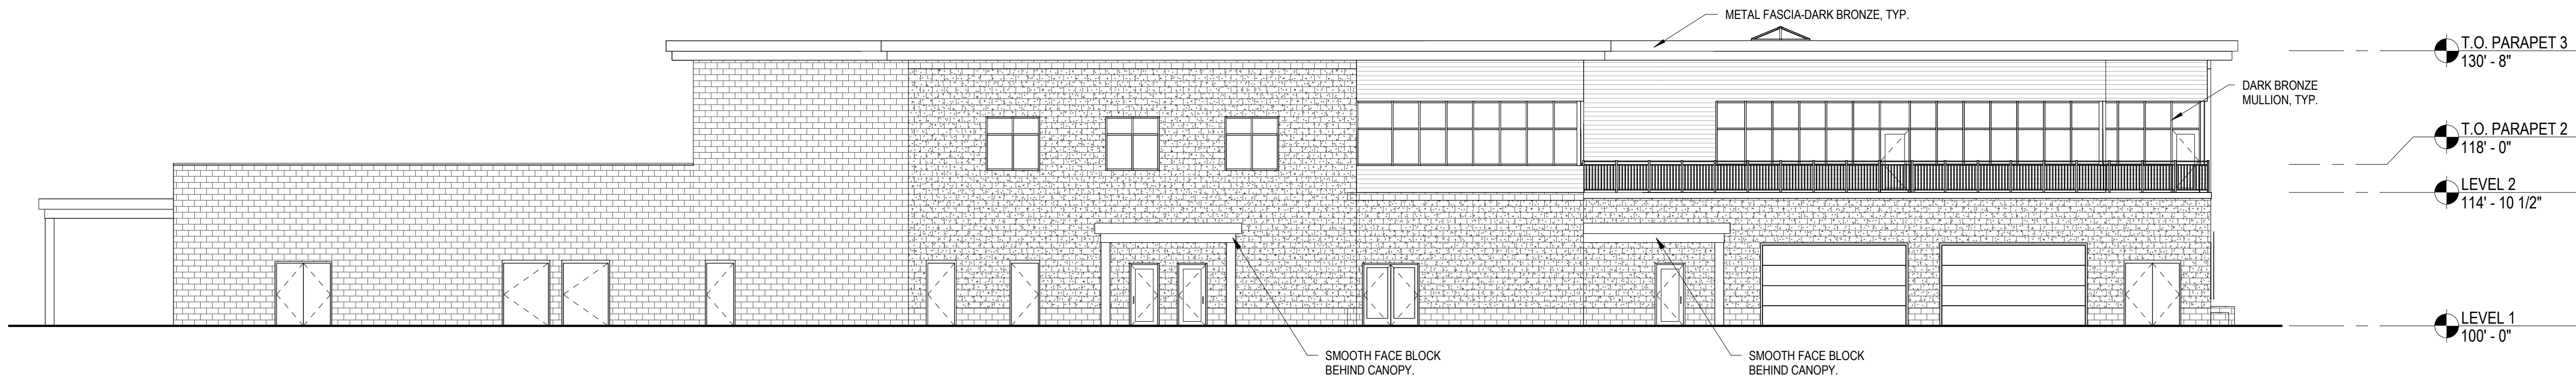 METAL FASCIA-DARK BRONZE, TYP.
T.O. PARAPET 3
130' - 8"
DARK BRONZE
MULLION, TYP.
T.O. PARAPET 2
118' - 0"
LEVEL 2
114' - 10 1/2"
LEVEL 1
100' - 0"
SMOOTH FACE BLOCK
BEHIND CANOPY.
SMOOTH FACE BLOCK
BEHIND CANOPY.